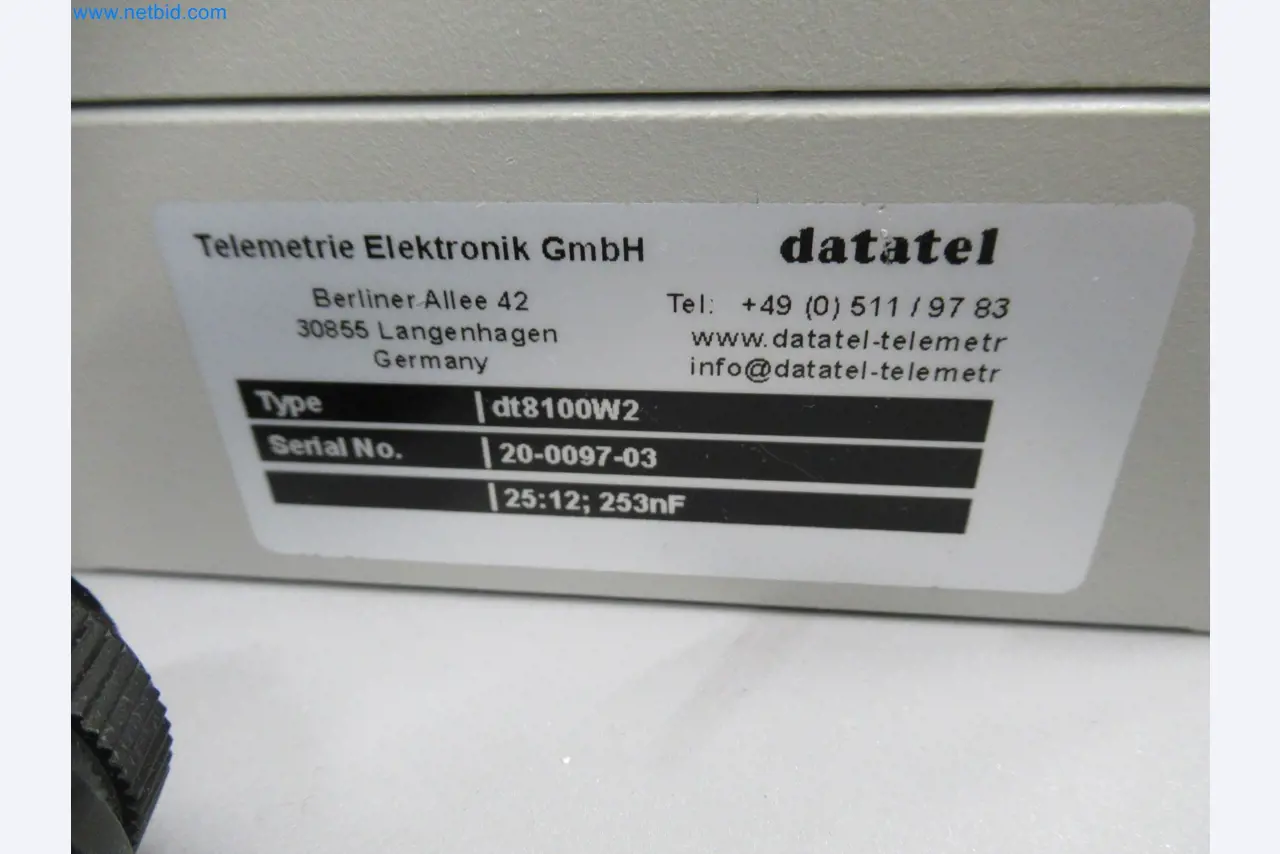 www.netbid.com
Telemetrie Elektronik GmbH
datatel
Berliner Allee 42
30855 Langenhagen
Germany
Tel: +49 (0) 511 / 97 83
www.datatel-telemetr
info@datatel-telemetr
Type dt8100W2
Serial No. 20-0097-03
25:12; 253nF